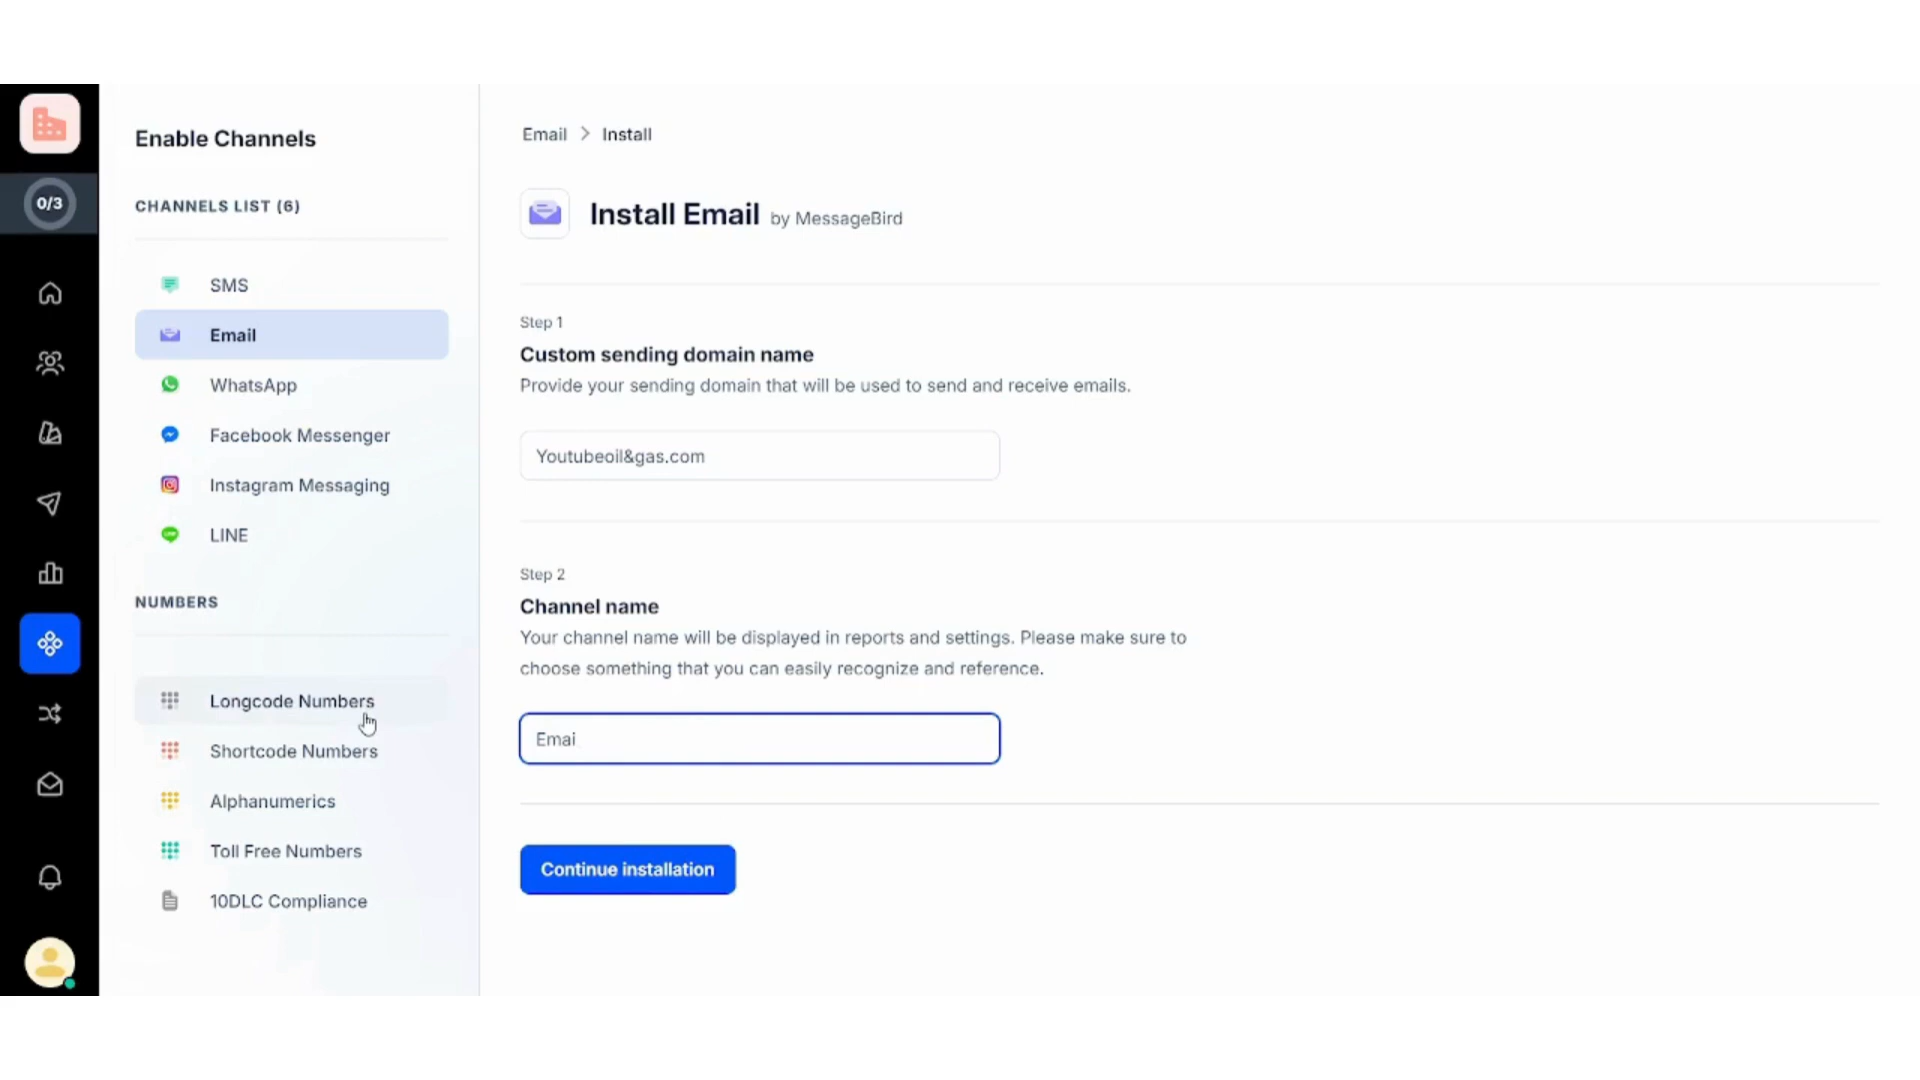 0/3
Enable Channels
CHANNELS LIST (6)
SMS
Email
WhatsApp
Facebook Messenger
Instagram Messaging
LINE
NUMBERS
Longcode Numbers
Shortcode Numbers
Alphanumerics
Toll Free Numbers
10DLC Compliance
Email > Install
Install Email by MessageBird
Step 1
Custom sending domain name
Provide your sending domain that will be used to send and receive emails.
Youtubeoil&gas.com
Step 2
Channel name
Your channel name will be displayed in reports and settings. Please make sure to
choose something that you can easily recognize and reference.
Emai
Continue installation